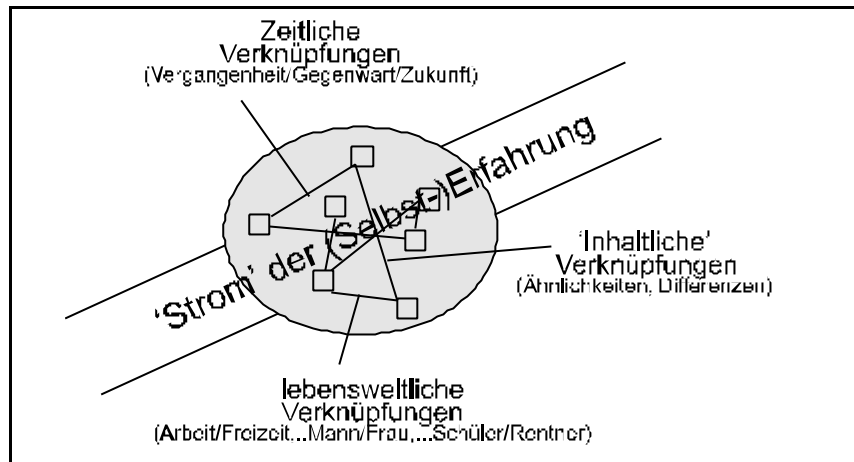 Zeitliche
Verknüpfungen
(Vergangenheit/Gegenwart/Zukunft)
'Strom' der (Selbst-)Erfahrung
'Inhaltliche'
Verknüpfungen
(Ähnlichkeiten, Differenzen)
lebensweltliche
Verknüpfungen
(Arbeit/Freizeit...Mann/Frau,...Schüler/Rentner)